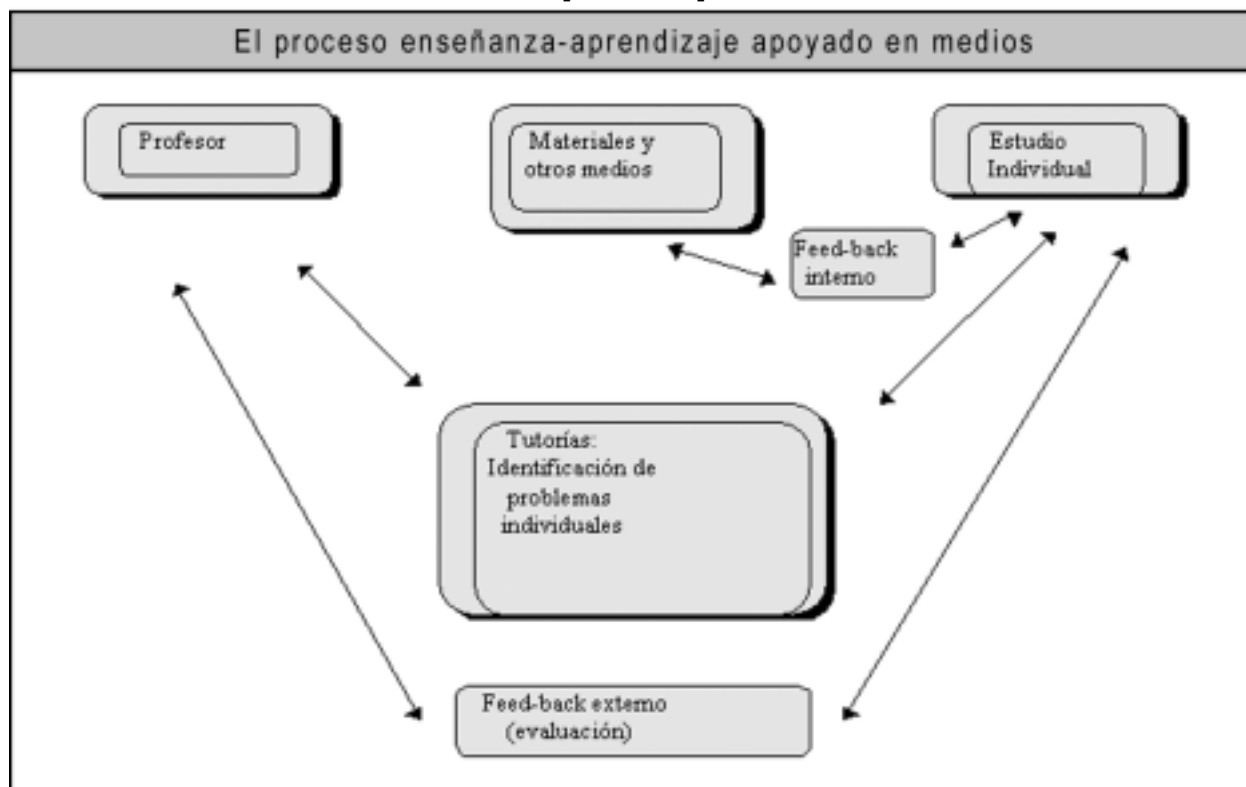 El proceso enseñanza-aprendizaje apoyado en medios
Profesor
Materiales y
otros medios
Estudio
Individual
Feed-back
interno
Tutorías:
Identificación de
problemas
individuales
Feed-back externo
(evaluación)